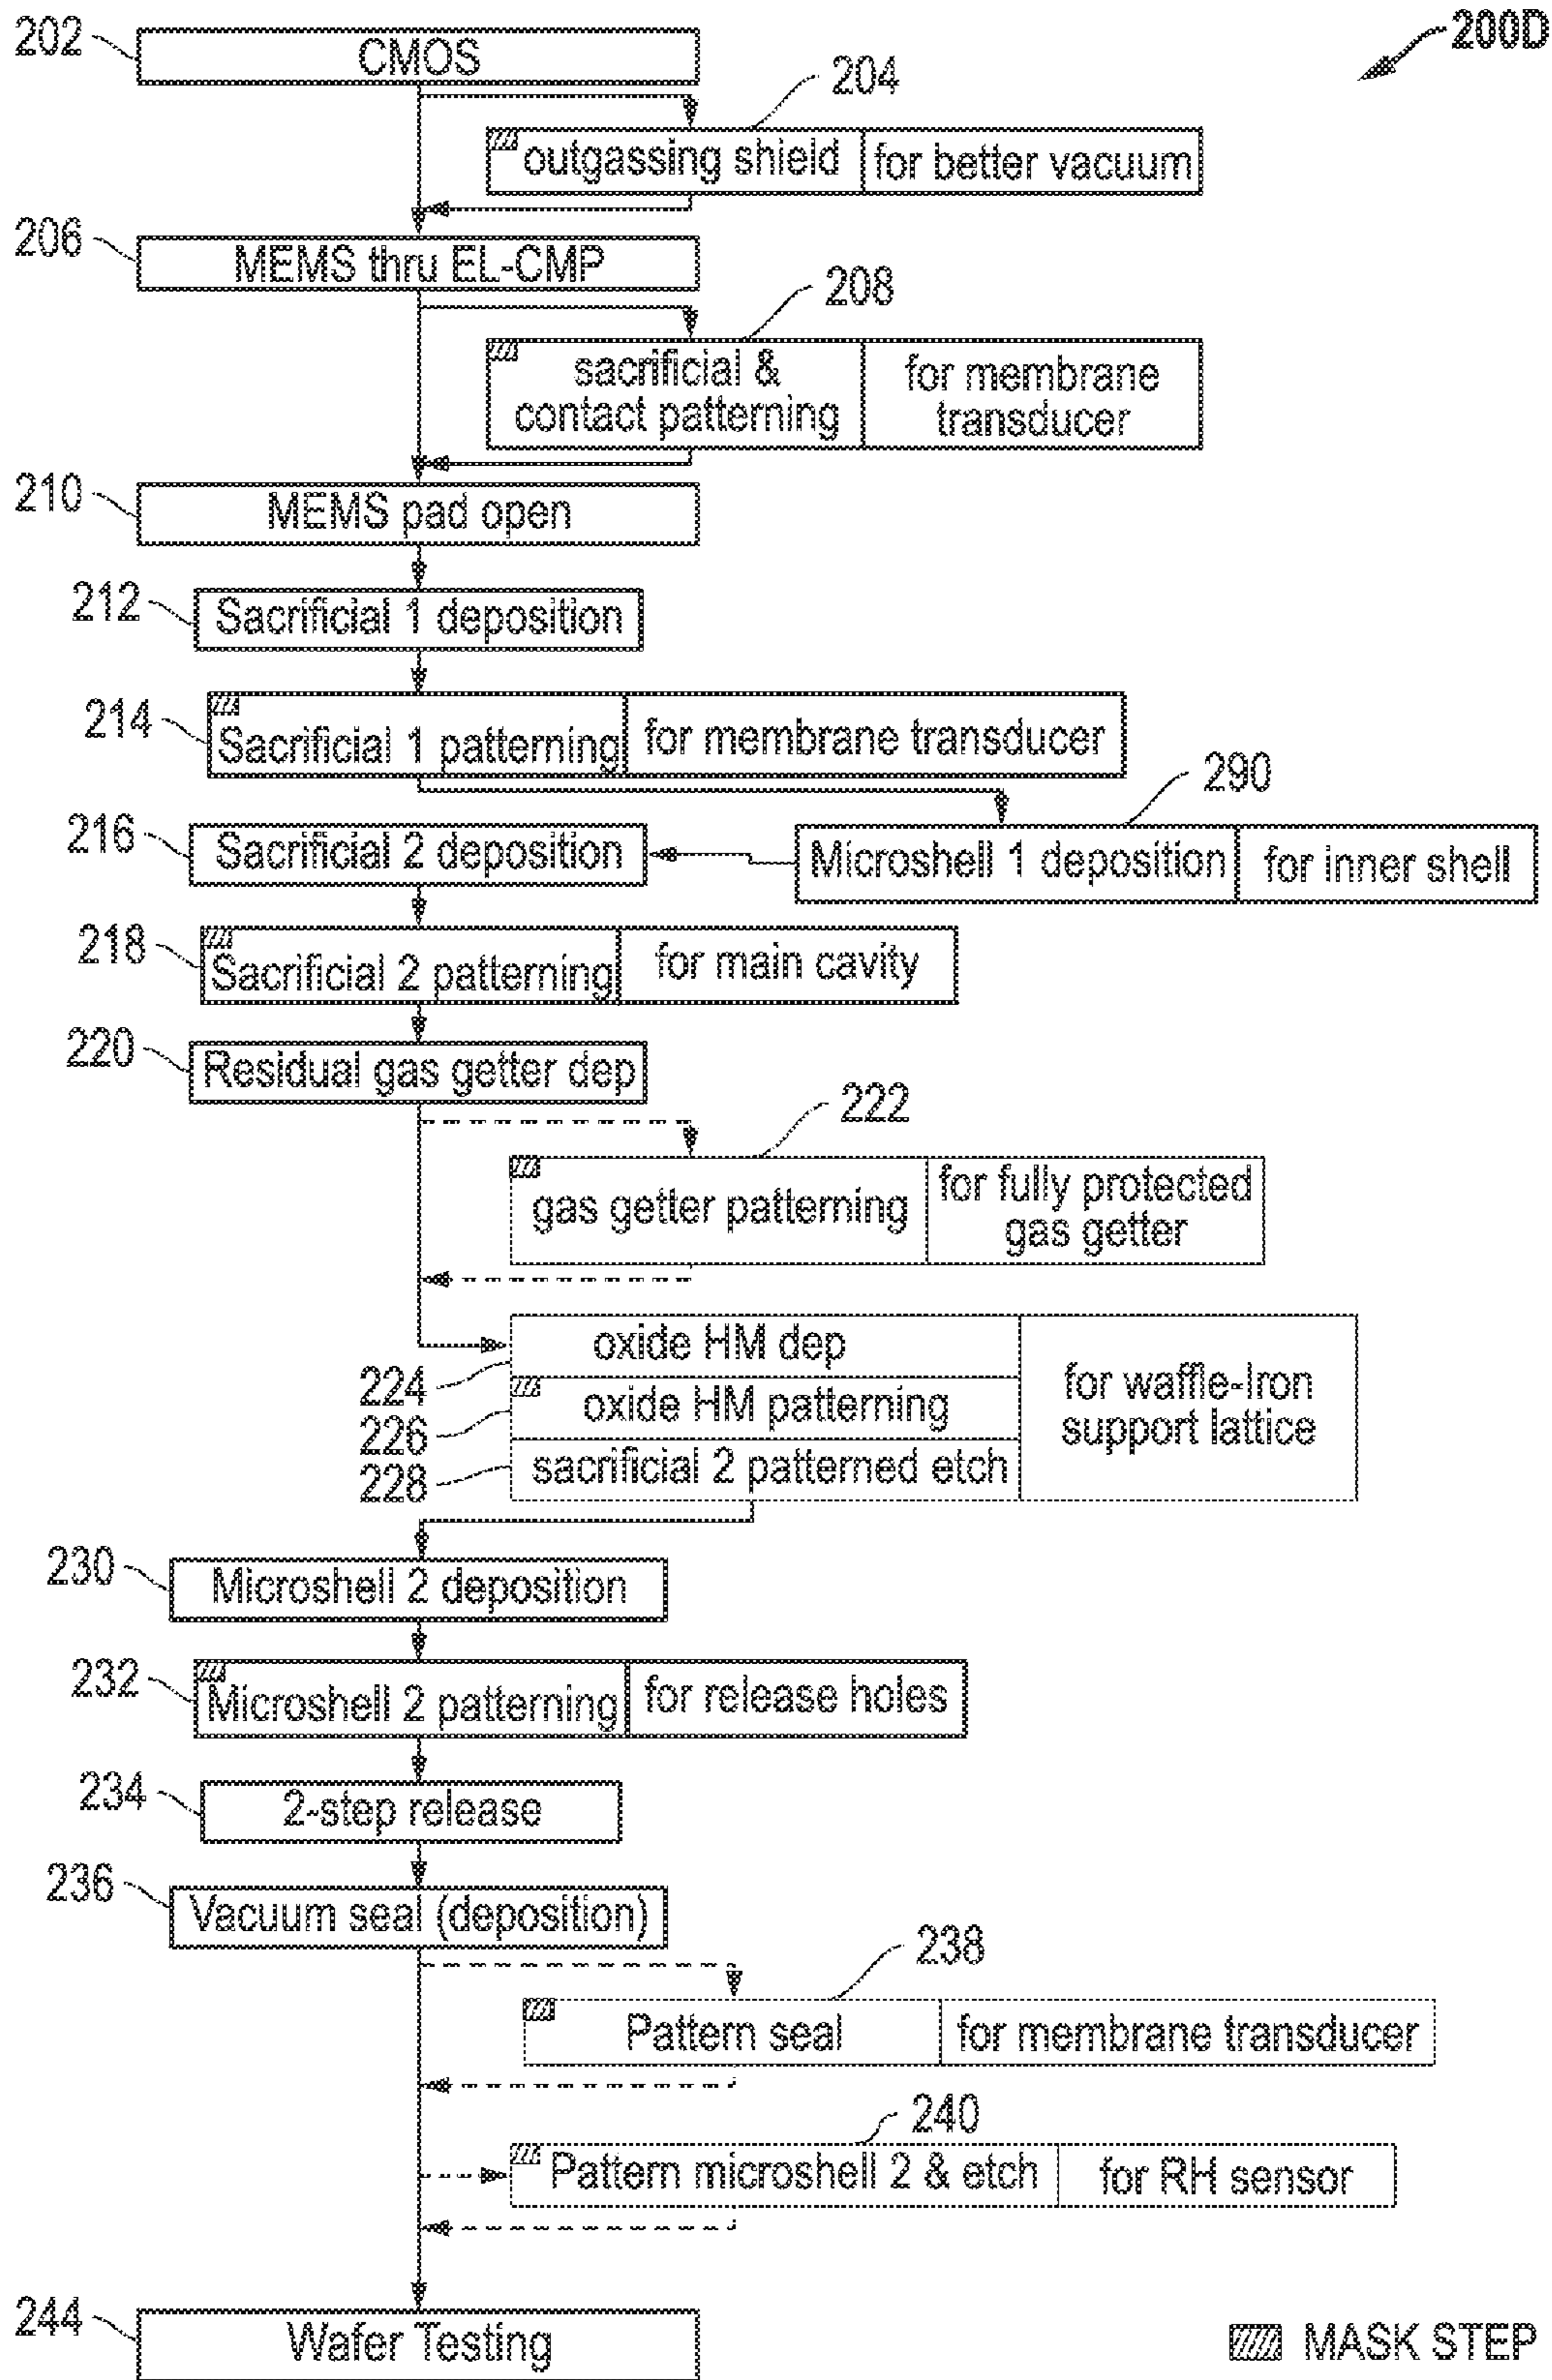 200D
202
CMOS
204
outgassing shield
for better vacuum
206
MEMS thru EL-CMP
208
sacrificial &
contact patterning
for membrane
transducer
210
MEMS pad open
212
Sacrificial 1 deposition
214
Sacrificial 1 patterning
for membrane transducer
290
216
Sacrificial 2 deposition
Microshell 1 deposition
for inner shell
218
Sacrificial 2 patterning
for main cavity
220
Residual gas getter dep
222
gas getter patterning
for fully protected
gas getter
oxide HM dep
224
oxide HM patterning
226
sacrificial 2 patterned etch
228
for waffle-Iron
support lattice
230
Microshell 2 deposition
232
Microshell 2 patterning
for release holes
234
2-step release
236
Vacuum seal (deposition)
238
Pattern seal
for membrane transducer
240
Pattern microshell 2 & etch
for RH sensor
244
Wafer Testing
MASK STEP